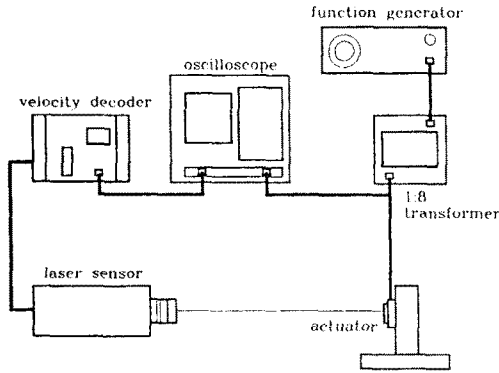 function generator
oscilloscope
velocity decoder
1:8
transformer
laser sensor
actuator